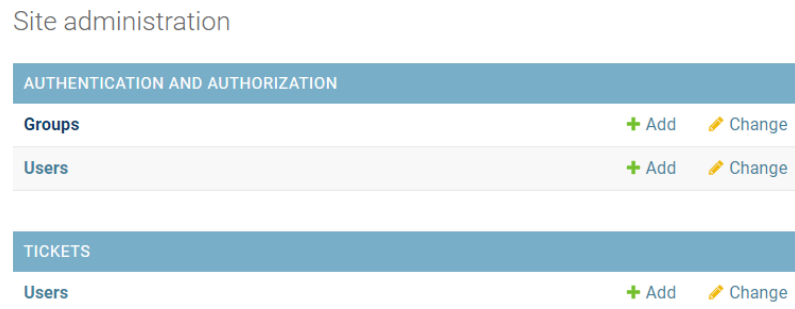 Site administration
AUTHENTICATION AND AUTHORIZATION
Groups Add Change
Users Add Change
TICKETS
Users Add Change